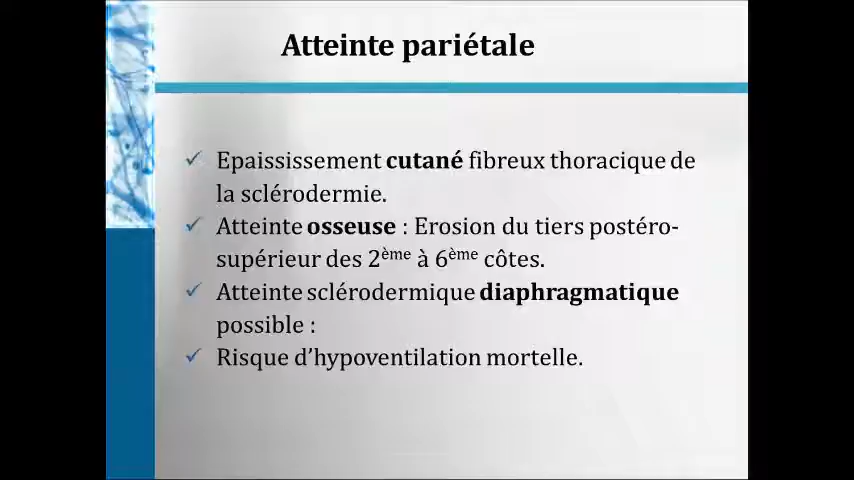 Atteinte pariétale
✓ Epaississement cutané fibreux thoracique de
la sclérodermie.
✓ Atteinte osseuse : Erosion du tiers postéro-
supérieur des 2ème à 6ème côtes.
✓ Atteinte sclérodermique diaphragmatique
possible :
✓ Risque d’hypoventilation mortelle.